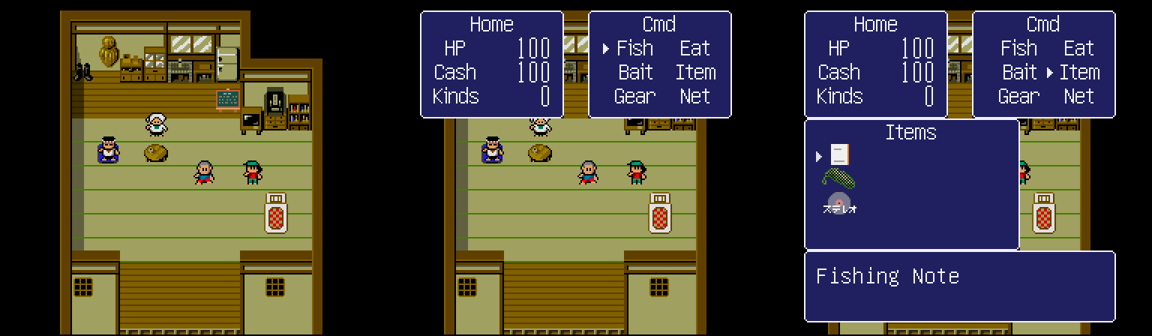 Home
HP 100
Cash 100
Kinds 0
Cmd
Fish Eat
Bait Item
Gear Net
Home
HP 100
Cash 100
Kinds 0
Cmd
Fish Eat
Bait Item
Gear Net
Items
ステレオ
Fishing Note